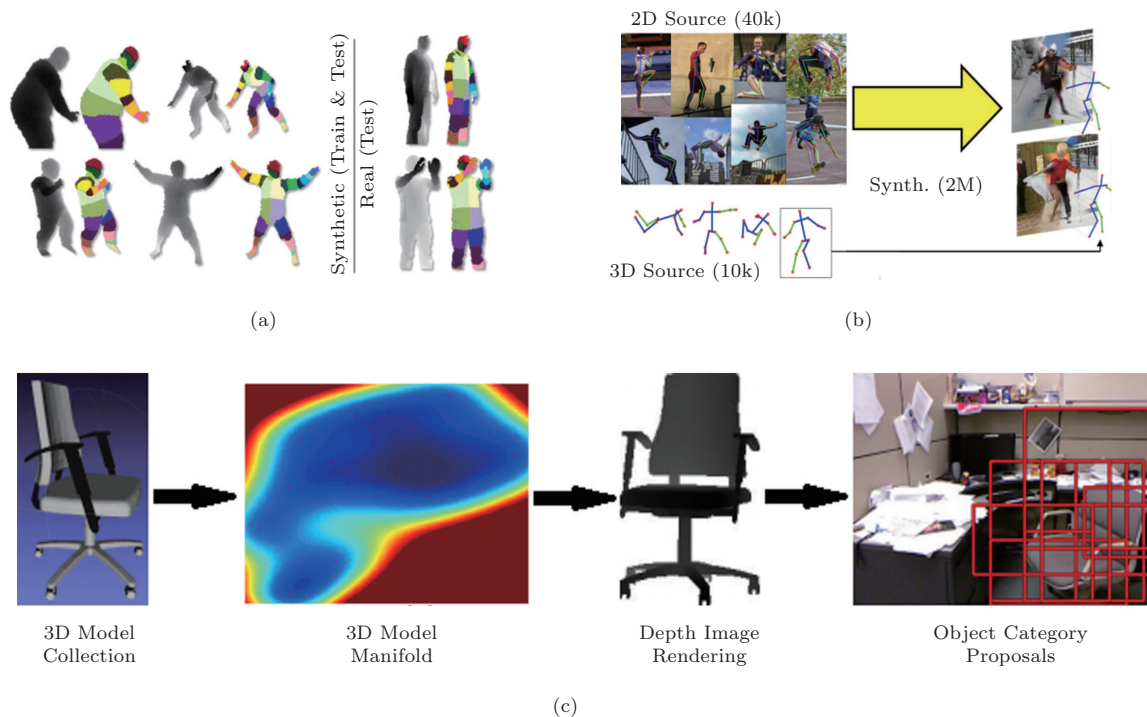 Synthetic (Train & Test)
Real (Test)
(a)
2D Source (40k)
Synth. (2M)
3D Source (10k)
(b)
3D Model
Collection
3D Model
Manifold
Depth Image
Rendering
Object Category
Proposals
(c)